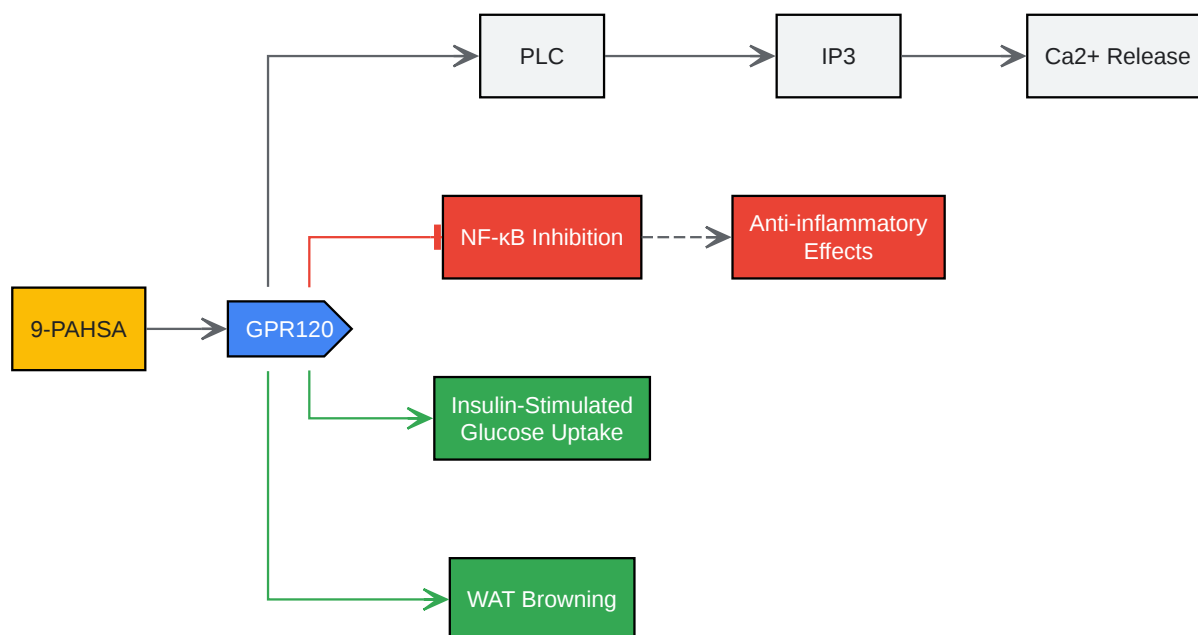 PLC
IP3
Ca2+ Release
NF-κB Inhibition
Anti-inflammatory
Effects
9-PAHSA
GPR120
Insulin-Stimulated
Glucose Uptake
WAT Browning